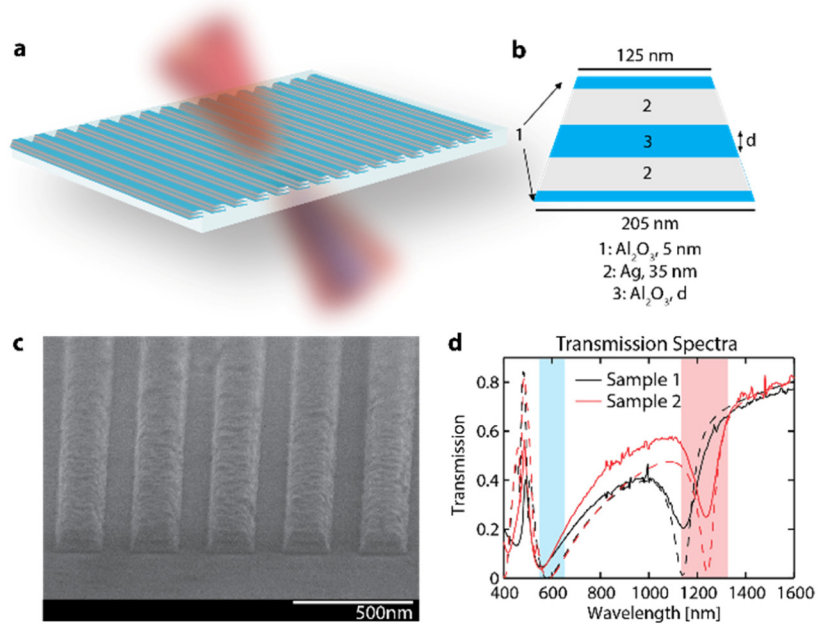 a
b
125 nm
2
1
3
d
2
205 nm
1: Al₂O₃, 5 nm
2: Ag, 35 nm
3: Al₂O₃, d
c
500nm
d
Transmission Spectra
Sample 1
Sample 2
Transmission
0.8
0.6
0.4
0.2
0
400 600 800 1000 1200 1400 1600
Wavelength [nm]